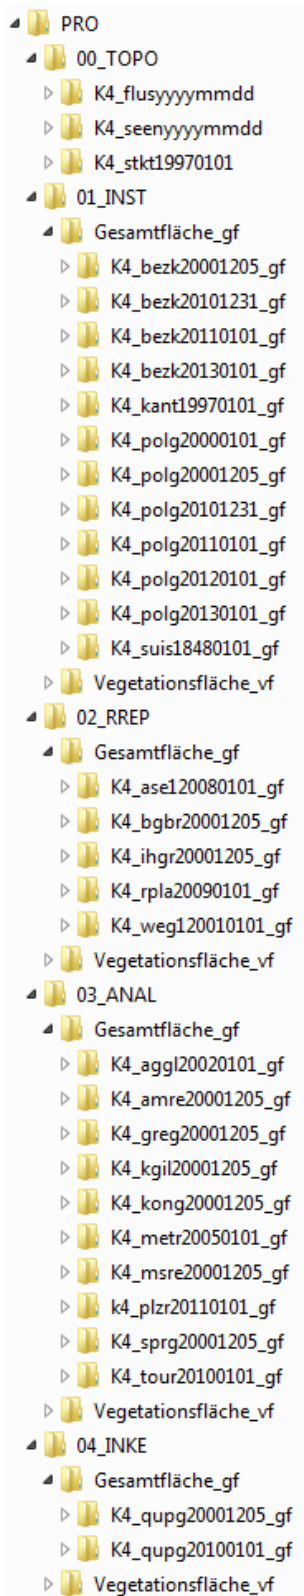 PRO
00_TOPO
K4_flusyyyymmdd
K4_seenyyyymmdd
K4_stkt19970101
01_INST
Gesamtfläche_gf
K4_bezk20001205_gf
K4_bezk20101231_gf
K4_bezk20110101_gf
K4_bezk20130101_gf
K4_kant19970101_gf
K4_polg20000101_gf
K4_polg20001205_gf
K4_polg20101231_gf
K4_polg20110101_gf
K4_polg20120101_gf
K4_polg20130101_gf
K4_suis18480101_gf
Vegetationsfläche_vf
02_RREP
Gesamtfläche_gf
K4_ase120080101_gf
K4_bgbr20001205_gf
K4_ihgr20001205_gf
K4_rpla20090101_gf
K4_weg120010101_gf
Vegetationsfläche_vf
03_ANAL
Gesamtfläche_gf
K4_aggl20020101_gf
K4_amre20001205_gf
K4_greg20001205_gf
K4_kgil20001205_gf
K4_kong20001205_gf
K4_metr20050101_gf
K4_msre20001205_gf
k4_plzr20110101_gf
K4_sprg20001205_gf
K4_tour20100101_gf
Vegetationsfläche_vf
04_INKE
Gesamtfläche_gf
K4_qupg20001205_gf
K4_qupg20100101_gf
Vegetationsfläche_vf